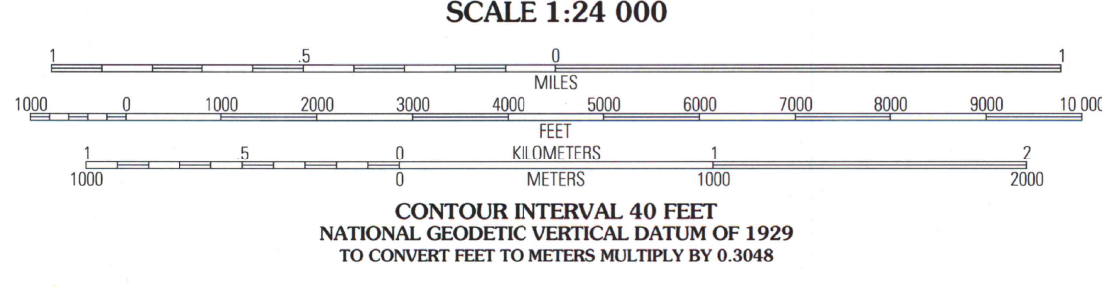 SCALE 1:24 000
1 .5 0 1
MILES
1000 0 1000 2000 3000 4000 5000 6000 7000 8000 9000 10 000
FEET
1 .5 0 KILOMETERS 1 2
1000 0 METERS 1000 2000
CONTOUR INTERVAL 40 FEET
NATIONAL GEODETIC VERTICAL DATUM OF 1929
TO CONVERT FEET TO METERS MULTIPLY BY 0.3048